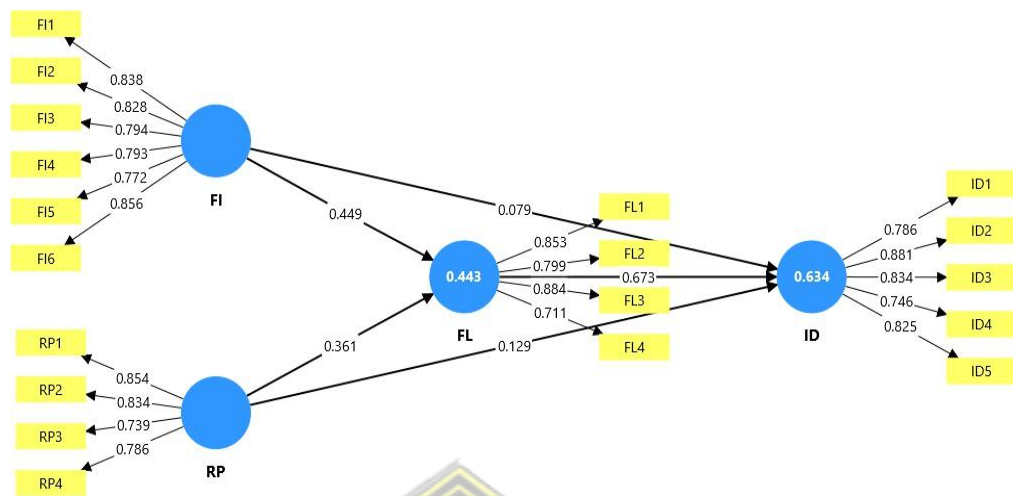 FI1
FI2
FI3
FI4
FI5
FI6
0.838
0.828
0.794
0.793
0.772
0.856
FI
0.449
0.079
FL1
FL2
FL3
FL4
0.853
0.799
0.673
0.884
0.711
0.443
FL
0.634
ID
ID1
ID2
ID3
ID4
ID5
0.786
0.881
0.834
0.746
0.825
RP1
RP2
RP3
RP4
0.854
0.834
0.739
0.786
RP
0.361
0.129